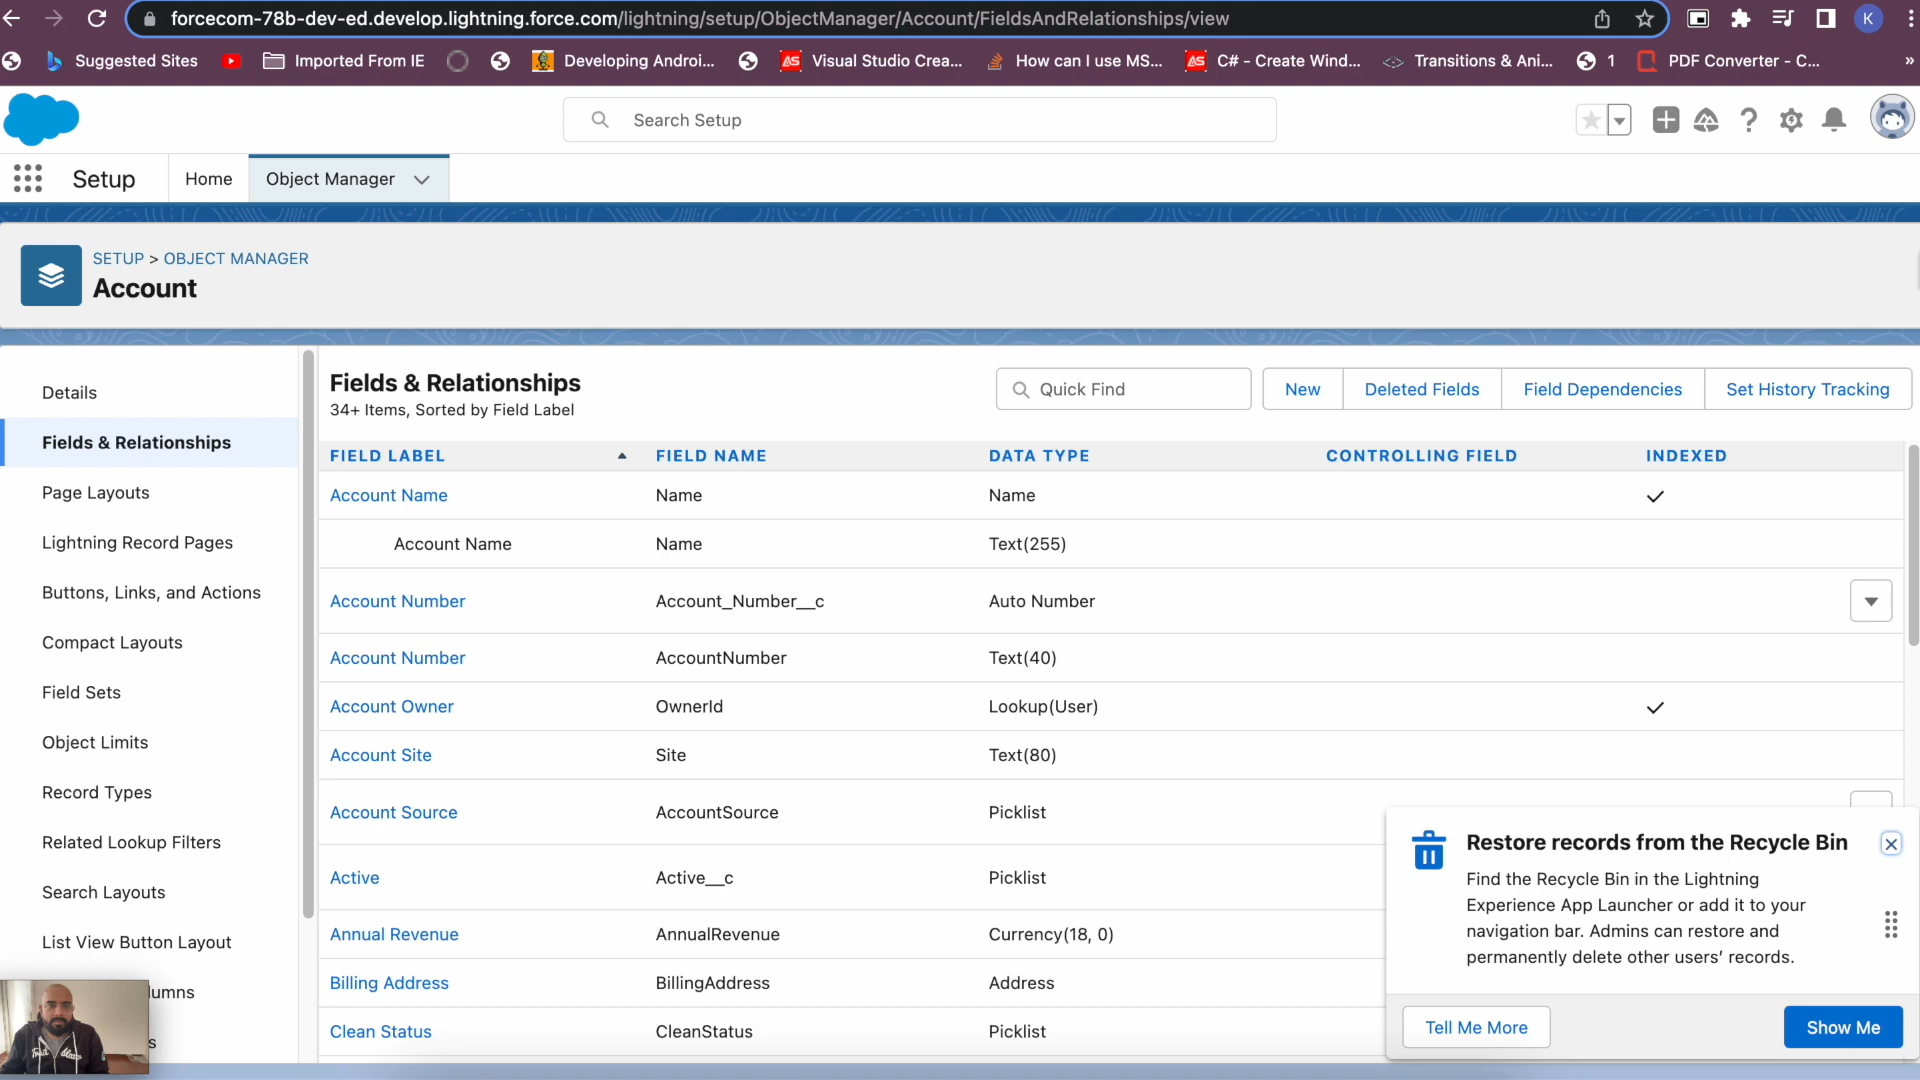 forcecom-78b-dev-ed.develop.lightning.force.com/lightning/setup/ObjectManager/Account/FieldsAndRelationships/view
K
Suggested Sites
Imported From IE
Developing Androi...
Visual Studio Crea...
How can I use MS...
C# - Create Wind...
Transitions & Ani...
1
PDF Converter - C...
»
Search Setup
Setup
Home
Object Manager
SETUP > OBJECT MANAGER
Account
Details
Fields & Relationships
Page Layouts
Lightning Record Pages
Buttons, Links, and Actions
Compact Layouts
Field Sets
Object Limits
Record Types
Related Lookup Filters
Search Layouts
List View Button Layout
lumns
s
Fields & Relationships
34+ Items, Sorted by Field Label
Quick Find
New
Deleted Fields
Field Dependencies
Set History Tracking
FIELD LABEL FIELD NAME DATA TYPE CONTROLLING FIELD INDEXED
Account Name Name Name
Account Name Name Text(255)
Account Number Account_Number__c Auto Number
Account Number AccountNumber Text(40)
Account Owner OwnerId Lookup(User)
Account Site Site Text(80)
Account Source AccountSource Picklist
Active Active__c Picklist
Annual Revenue AnnualRevenue Currency(18, 0)
Billing Address BillingAddress Address
Clean Status CleanStatus Picklist
Restore records from the Recycle Bin
Find the Recycle Bin in the Lightning
Experience App Launcher or add it to your
navigation bar. Admins can restore and
permanently delete other users’ records.
Tell Me More
Show Me